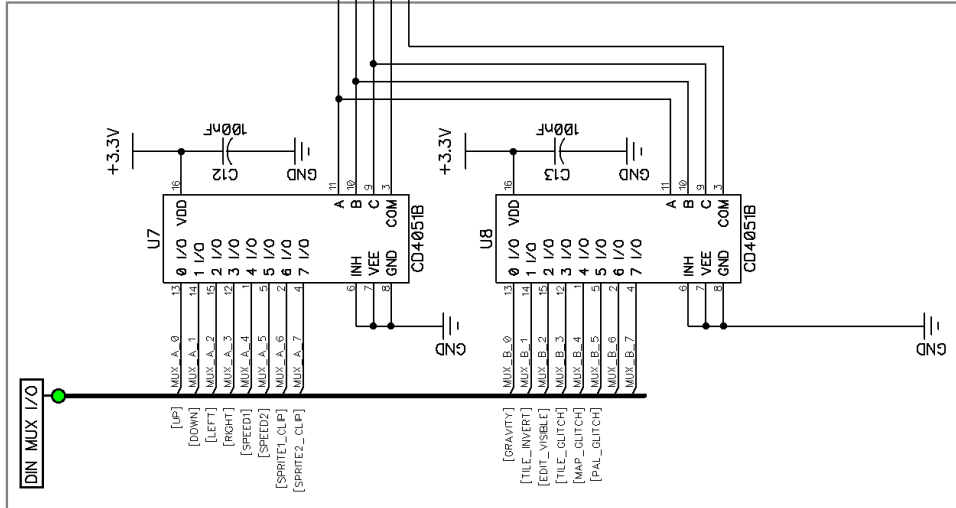 +3.3V
100nF
C12
GND
16
VDD
11
A
10
B
9
C
3
COM
U7
CD4051B
0 I/O
1 I/O
2 I/O
3 I/O
4 I/O
5 I/O
6 I/O
7 I/O
INH
VEE
GND
13
14
15
12
1
5
2
4
6
7
8
GND
MUX_A_0
MUX_A_1
MUX_A_2
MUX_A_3
MUX_A_4
MUX_A_5
MUX_A_6
MUX_A_7
[UP]
[DOWN]
[LEFT]
[RIGHT]
[SPEED1]
[SPEED2]
[SPRITE1_CLIP]
[SPRITE2_CLIP]
+3.3V
100nF
C13
GND
16
VDD
11
A
10
B
9
C
3
COM
U8
CD4051B
0 I/O
1 I/O
2 I/O
3 I/O
4 I/O
5 I/O
6 I/O
7 I/O
INH
VEE
GND
13
14
15
12
1
5
2
4
6
7
8
GND
MUX_B_0
MUX_B_1
MUX_B_2
MUX_B_3
MUX_B_4
MUX_B_5
MUX_B_6
MUX_B_7
[GRAVITY]
[TILE_INVERT]
[EDIT_VISIBLE]
[TILE_GLITCH]
[MAP_GLITCH]
[PAL_GLITCH]
DIN MUX I/O